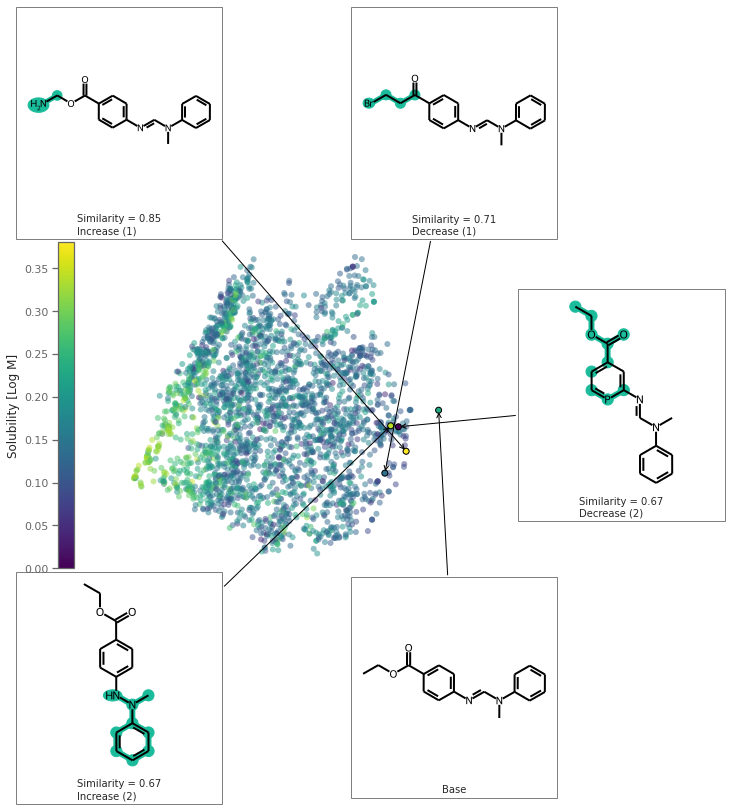 H₂N
O
O
N
N
Similarity = 0.85
Increase (1)
Br
O
N
N
Similarity = 0.71
Decrease (1)
0.35
0.30
0.25
0.20
0.15
0.10
0.05
0.00
Solubility [Log M]
O
O
P
N
N
Similarity = 0.67
Decrease (2)
O
O
HN
N
Similarity = 0.67
Increase (2)
O
O
N
N
Base